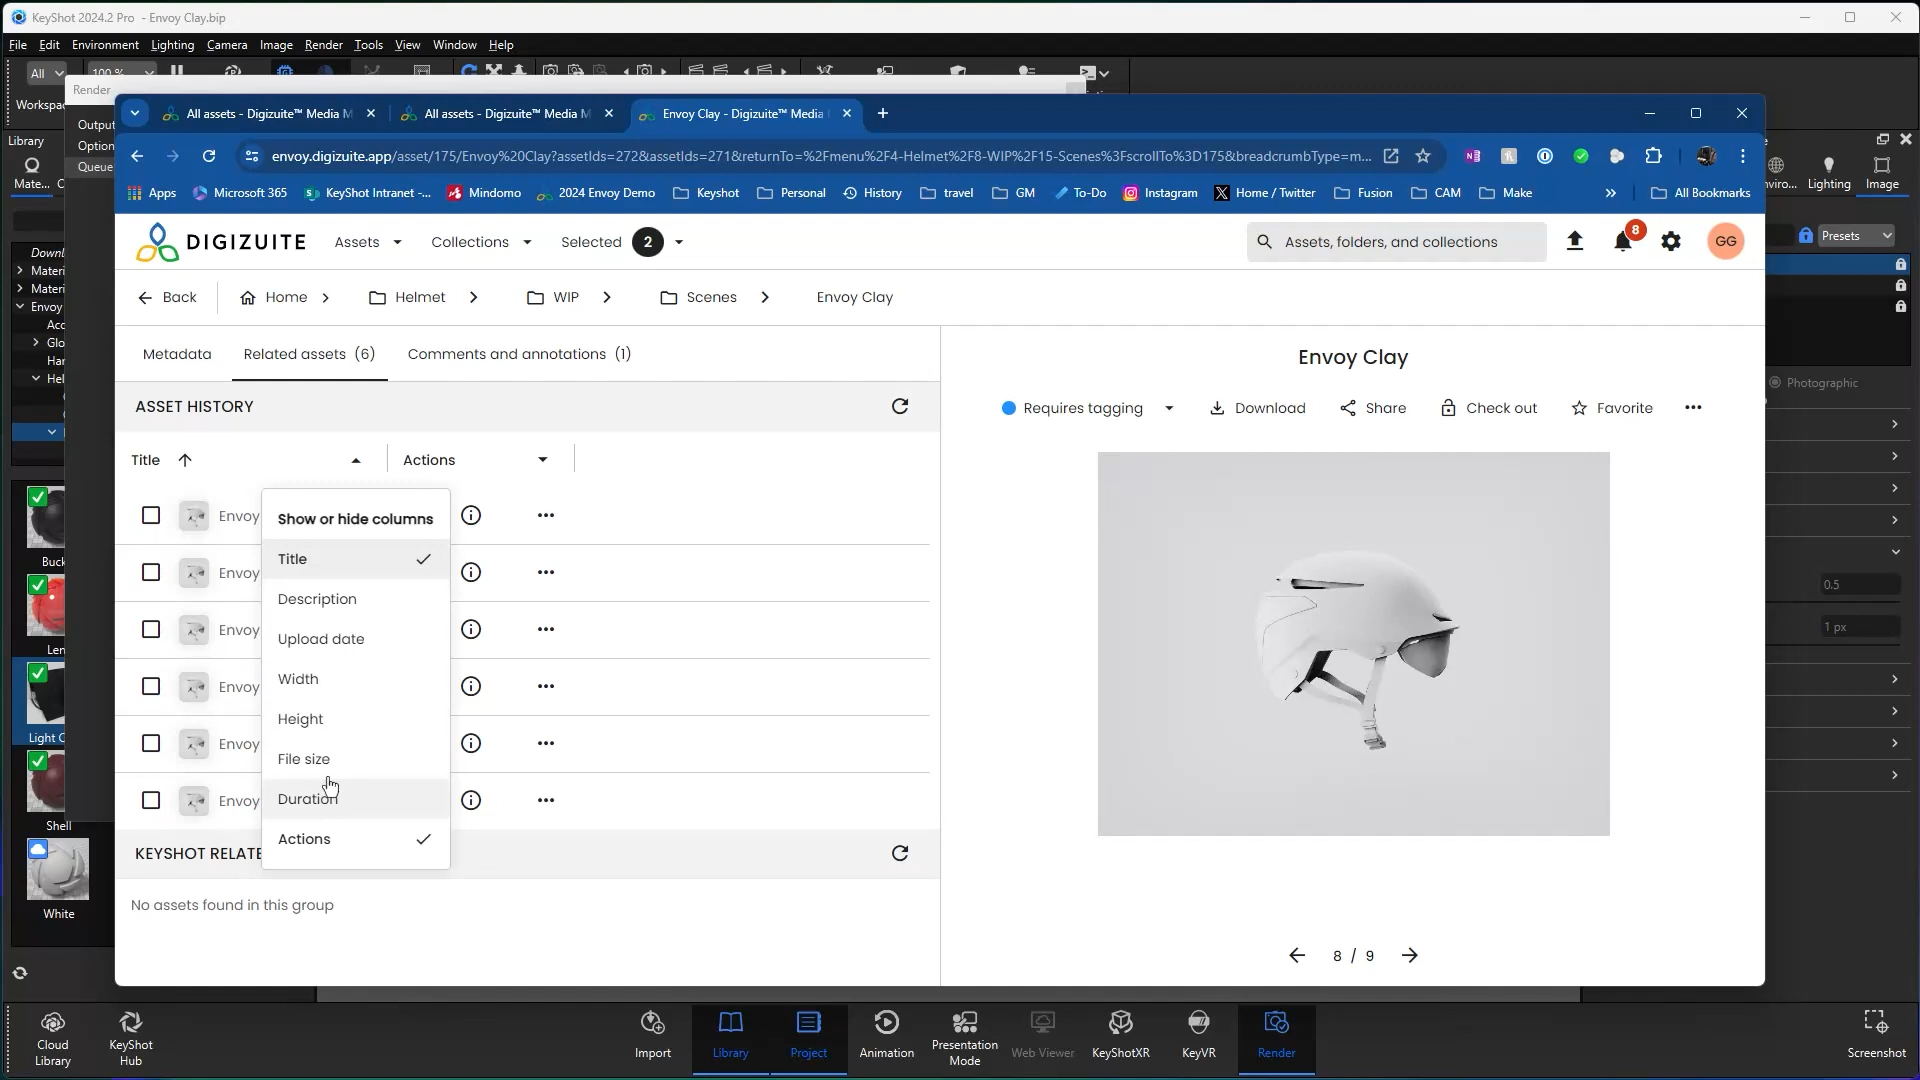 KeyShot 2024.2 Pro - Envoy Clay.bip
File Edit Environment Lighting Camera Image Render Tools View Window Help
All 100 %
Render
Workspa
Output
Option
Queue
Library
Mate...
All assets - Digizuite™ Media M
All assets - Digizuite™ Media M
Envoy Clay - Digizuite™ Media
envoy.digizuite.app/asset/175/Envoy%20Clay?assetIds=272&assetIds=271&returnTo=%2Fmenu%2F4-Helmet%2F8-WIP%2F15-Scenes%3FscrollTo%3D175&breadcrumbType=m...
Apps Microsoft 365 KeyShot Intranet -... Mindomo 2024 Envoy Demo Keyshot Personal History travel GM To-Do Instagram Home / Twitter Fusion CAM Make » All Bookmarks
nviro... Lighting Image
DIGIZUITE Assets Collections Selected 2 Assets, folders, and collections 8 GG
Presets
Downl
Materi
Materi
Envoy
Acc
Glo
Har
Hel
Back Home Helmet WIP Scenes Envoy Clay
Metadata Related assets (6) Comments and annotations (1)
Envoy Clay
Photographic
ASSET HISTORY
Requires tagging Download Share Check out Favorite
Title Actions
Show or hide columns
Title
Description
Upload date
Width
Height
File size
Duration
Actions
Envoy
Envoy
Envoy
Envoy
Envoy
Envoy
KEYSHOT RELATE
No assets found in this group
8 / 9
0.5
1 px
Buck
Len
Light C
Shell
White
Cloud Library
KeyShot Hub
Import
Library
Project
Animation
Presentation Mode
Web Viewer
KeyShotXR
KeyVR
Render
Screenshot